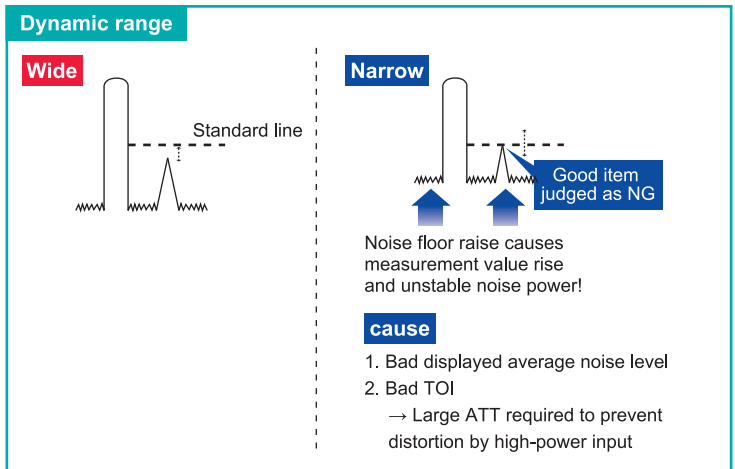 Dynamic range
Wide
Standard line
Narrow
Good item
judged as NG
Noise floor raise causes
measurement value rise
and unstable noise power!
cause
1. Bad displayed average noise level
2. Bad TOI
→ Large ATT required to prevent
distortion by high-power input